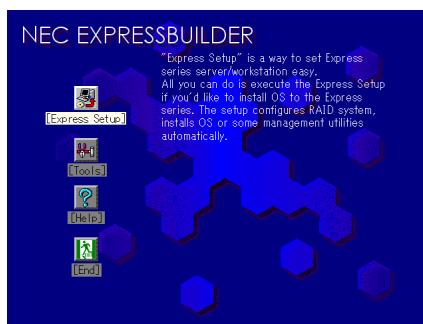 NEC EXPRESSBUILDER
"Express Setup" is a way to set Express
series server/workstation easy.
All you can do is execute the Express Setup
if you'd like to install OS to the Express
series. The setup configures RAID system,
installs OS or some management utilities
automatically.
[Express Setup]
[Tools]
[Help]
[End]